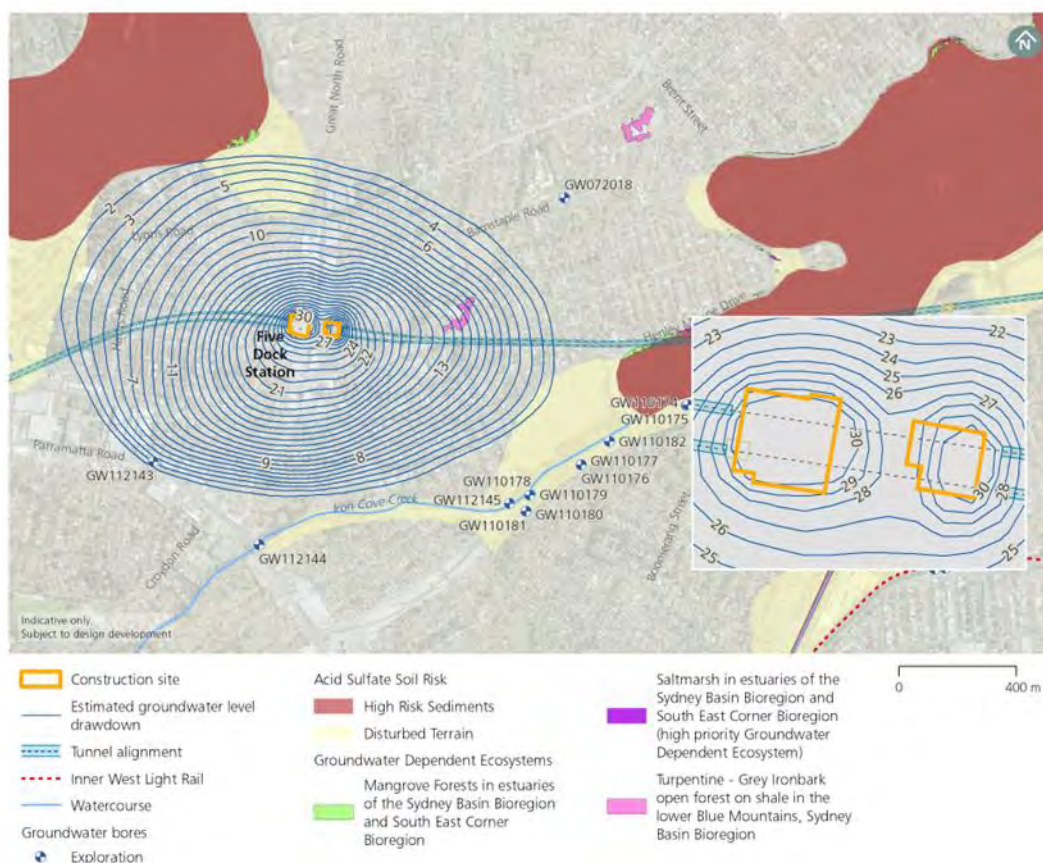 N
Great North Road
Brent Street
GW072018
Barnstaple Road
2
3
5
4
6
10
Lyons Road
30
Five
Dock
Station
27
24
22
21
7
11
13
9
8
Henley Marine Drive
Parramatta Road
GW112143
Croydon Road
GW112144
Iron Cove Creek
GW110174
GW110175
GW110182
GW110177
GW110176
GW110178
GW110179
GW112145
GW110180
GW110181
Boomerang Street
23
23
22
24
25
26
27
30
29
28
30
28
26
25
25
Indicative only
Subject to design development
Construction site
Estimated groundwater level
drawdown
Tunnel alignment
Inner West Light Rail
Watercourse
Groundwater bores
Exploration
Acid Sulfate Soil Risk
High Risk Sediments
Disturbed Terrain
Groundwater Dependent Ecosystems
Mangrove Forests in estuaries
of the Sydney Basin Bioregion
and South East Corner
Bioregion
Saltmarsh in estuaries of the
Sydney Basin Bioregion and
South East Corner Bioregion
(high priority Groundwater
Dependent Ecosystem)
Turpentine - Grey Ironbark
open forest on shale in the
lower Blue Mountains, Sydney
Basin Bioregion
0
400 m